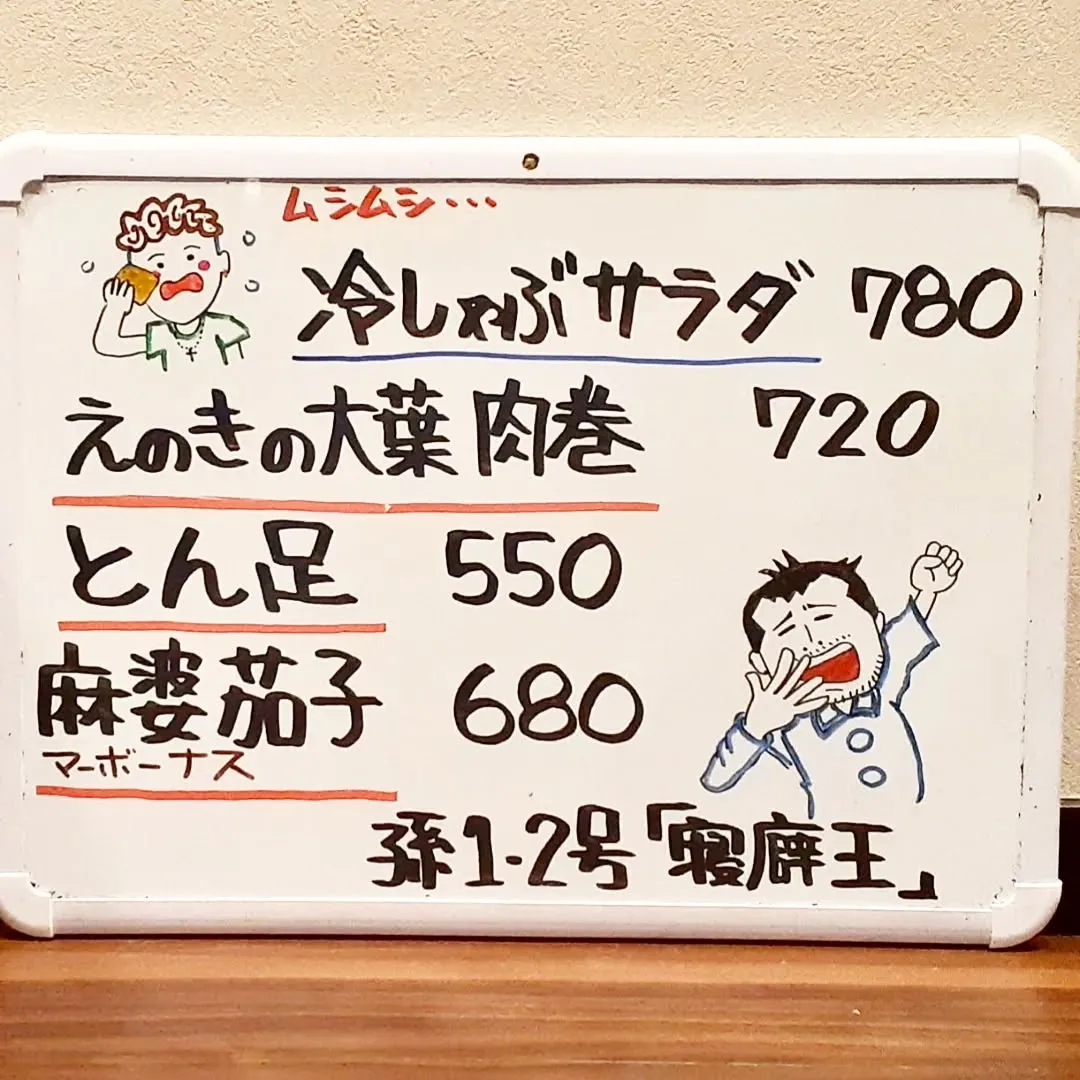 ムシムシ・・・
冷しゃぶサラダ 780
えのきの大葉肉巻 720
とん足 550
麻婆茄子 680
マーボーナス
孫1-2号「寝癖王」